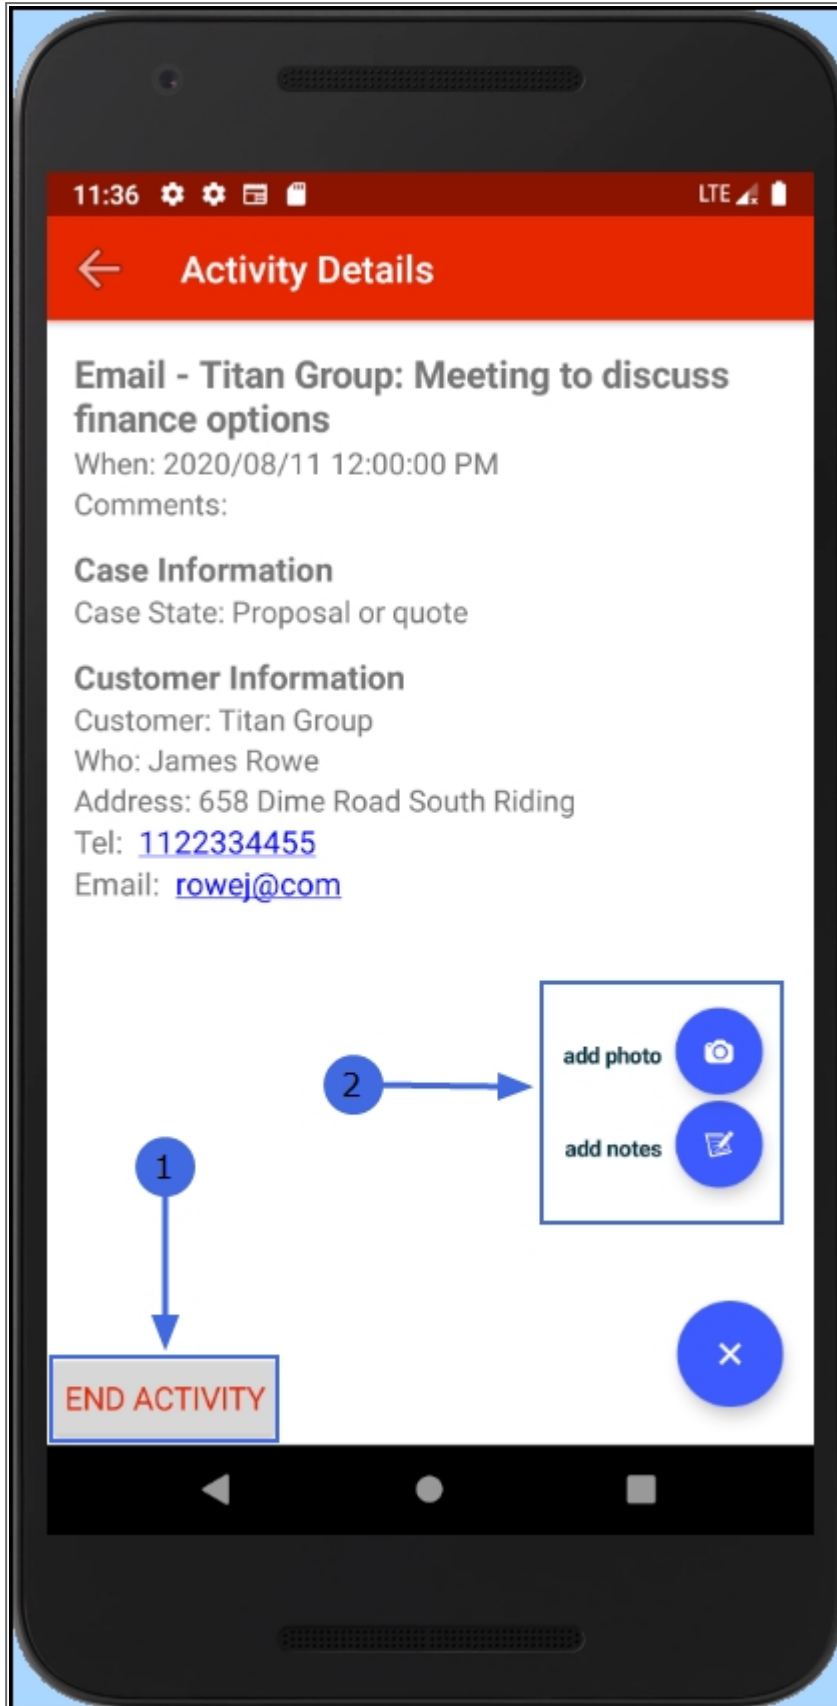 11:36 LTE
Activity Details
Email - Titan Group: Meeting to discuss
finance options
When: 2020/08/11 12:00:00 PM
Comments:
Case Information
Case State: Proposal or quote
Customer Information
Customer: Titan Group
Who: James Rowe
Address: 658 Dime Road South Riding
Tel: 1122334455
Email: rowej@com
add photo
2
add notes
1
END ACTIVITY